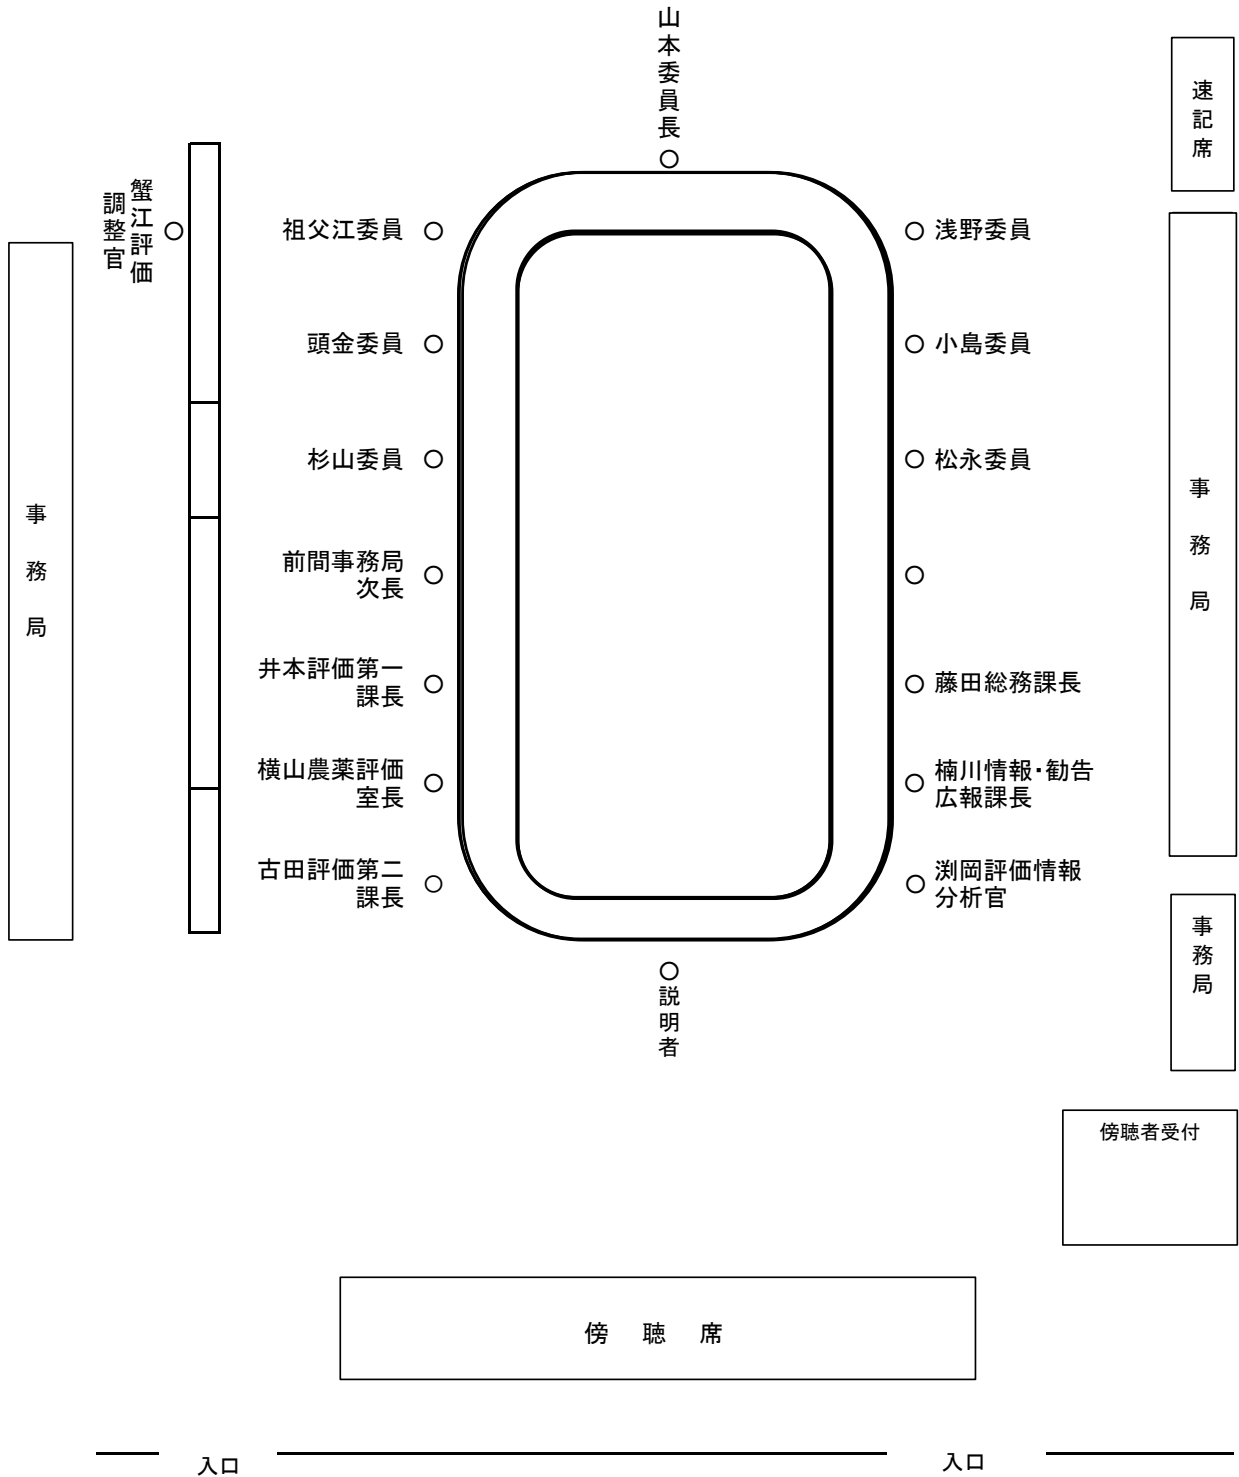 山本委員長
速記席
蟹江評価
調整官
祖父江委員
浅野委員
頭金委員
小島委員
杉山委員
松永委員
事務局
事務局
前間事務局
次長
井本評価第一
課長
藤田総務課長
横山農薬評価
室長
楠川情報・勧告
広報課長
古田評価第二
課長
渕岡評価情報
分析官
事務局
説明者
傍聴者受付
傍聴席
入口
入口